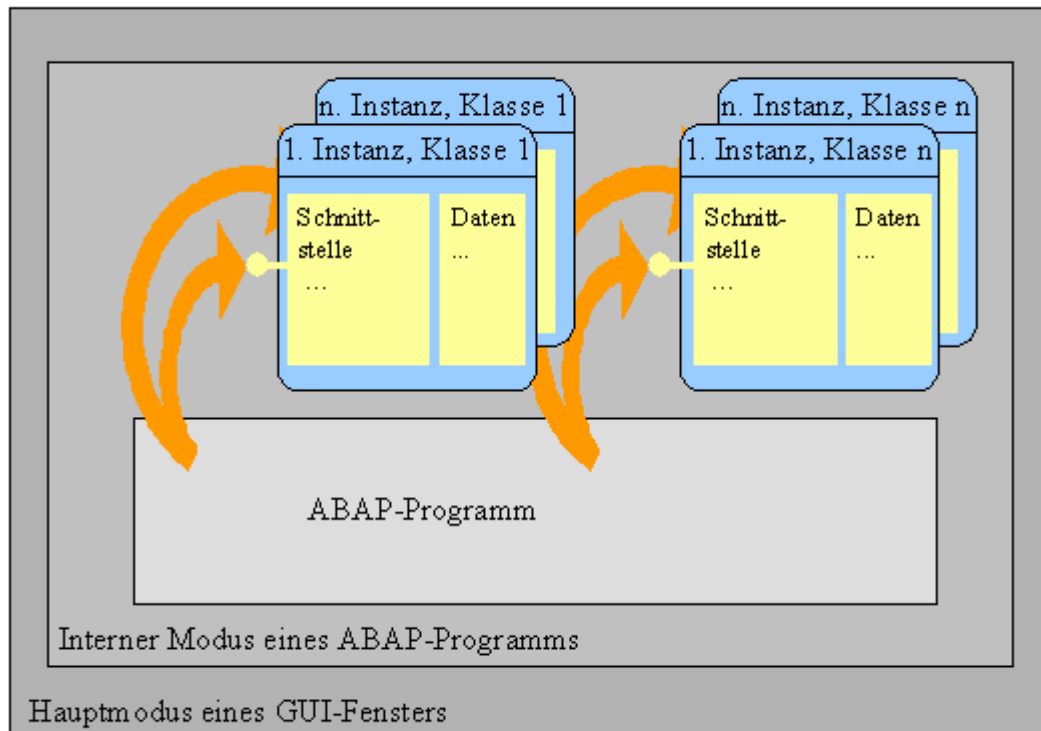 n. Instanz, Klasse 1
1. Instanz, Klasse 1
Schnitt-
stelle
...
Daten
...
n. Instanz, Klasse n
1. Instanz, Klasse n
Schnitt-
stelle
...
Daten
...
ABAP-Programm
Interner Modus eines ABAP-Programms
Hauptmodus eines GUI-Fensters